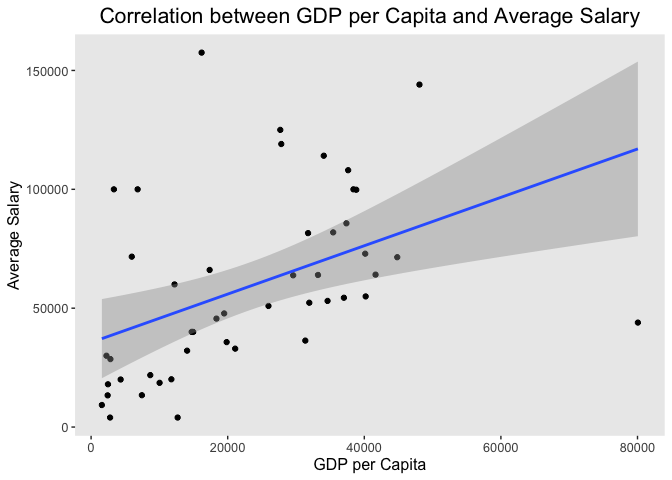 Correlation between GDP per Capita and Average Salary
Average Salary
150000
100000
50000
0
0 20000 40000 60000 80000
GDP per Capita